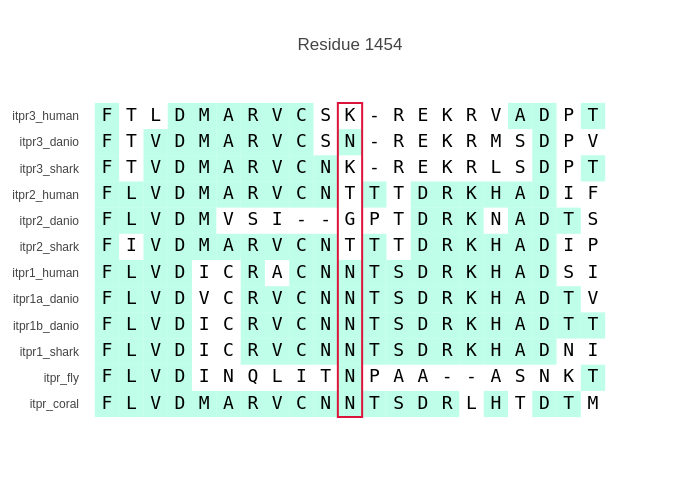 Residue 1454
itpr3_human F T L D M A R V C S K - R E K R V A D P T
itpr3_danio F T V D M A R V C S N - R E K R M S D P V
itpr3_shark F T V D M A R V C N K - R E K R L S D P T
itpr2_human F L V D M A R V C N T T T D R K H A D I F
itpr2_danio F L V D M V S I - - G P T D R K N A D T S
itpr2_shark F I V D M A R V C N T T T D R K H A D I P
itpr1_human F L V D I C R A C N N T S D R K H A D S I
itpr1a_danio F L V D V C R V C N N T S D R K H A D T V
itpr1b_danio F L V D I C R V C N N T S D R K H A D T T
itpr1_shark F L V D I C R V C N N T S D R K H A D N I
itpr_fly F L V D I N Q L I T N P A A - - A S N K T
itpr_coral F L V D M A R V C N N T S D R L H T D T M